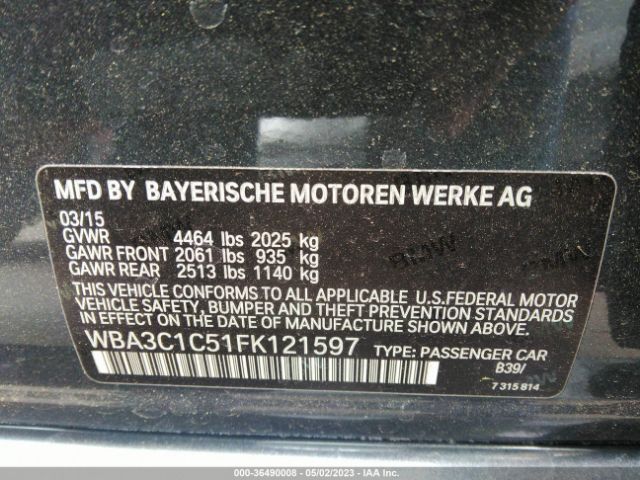 MFD BY BAYERISCHE MOTOREN WERKE AG
03/15
GVWR 4464 lbs 2025 kg
GAWR FRONT 2061 lbs 935 kg
GAWR REAR 2513 lbs 1140 kg
THIS VEHICLE CONFORMS TO ALL APPLICABLE U.S.FEDERAL MOTOR
VEHICLE SAFETY, BUMPER AND THEFT PREVENTION STANDARDS
IN EFFECT ON THE DATE OF MANUFACTURE SHOWN ABOVE.
WBA3C1C51FK121597 TYPE: PASSENGER CAR
B39/
7 315 814
000-36490008 - 05/02/2023 - IAAI.COM